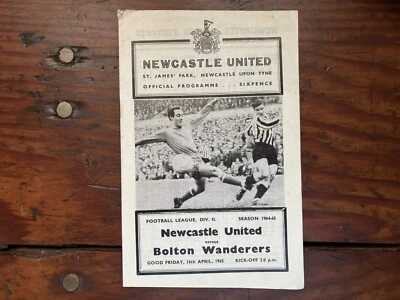 NEWCASTLE UNITED
ST. JAMES' PARK, NEWCASTLE UPON TYNE
OFFICIAL PROGRAMME . . . SIXPENCE
FOOTBALL LEAGUE, DIV. II. SEASON 1964-65
Newcastle United
versus
Bolton Wanderers
GOOD FRIDAY, 16th APRIL, 1965 KICK-OFF 3.0 p.m.